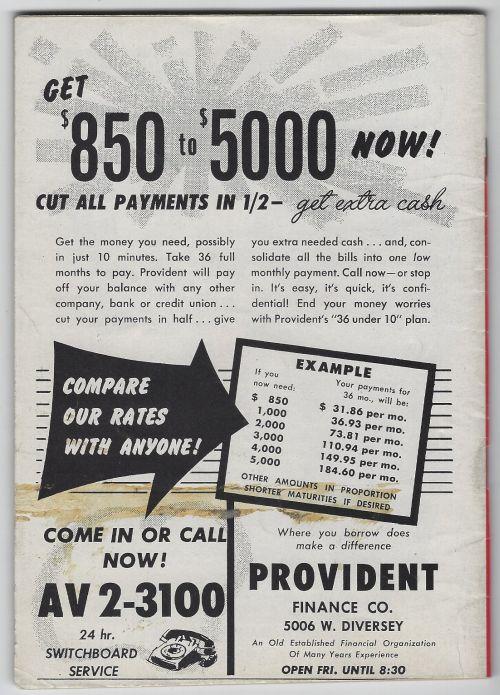 GET
$850 to $5000 NOW!
CUT ALL PAYMENTS IN 1/2 — get extra cash
Get the money you need, possibly
in just 10 minutes. Take 36 full
months to pay. Provident will pay
off your balance with any other
company, bank or credit union . . .
cut your payments in half . . . give
you extra needed cash . . . and, con-
solidate all the bills into one low
monthly payment. Call now—or stop
in. It's easy, it's quick, it's confi-
dential! End your money worries
with Provident's "36 under 10" plan.
COMPARE
OUR RATES
WITH ANYONE!
EXAMPLE
If you
now need:
Your payments for
36 mo., will be:
$ 850 $ 31.86 per mo.
1,000 36.93 per mo.
2,000 73.81 per mo.
3,000 110.94 per mo.
4,000 149.95 per mo.
5,000 184.60 per mo.
OTHER AMOUNTS IN PROPORTION
SHORTER MATURITIES IF DESIRED
COME IN OR CALL
NOW!
AV 2-3100
24 hr.
SWITCHBOARD
SERVICE
Where you borrow does
make a difference
PROVIDENT
FINANCE CO.
5006 W. DIVERSEY
An Old Established Financial Organization
Of Many Years Experience
OPEN FRI. UNTIL 8:30